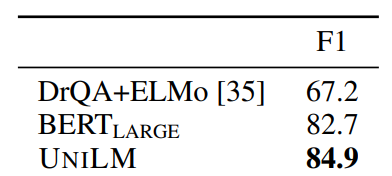 F1
DrQA+ELMo [35] 67.2
BERTLARGE 82.7
UNILM 84.9